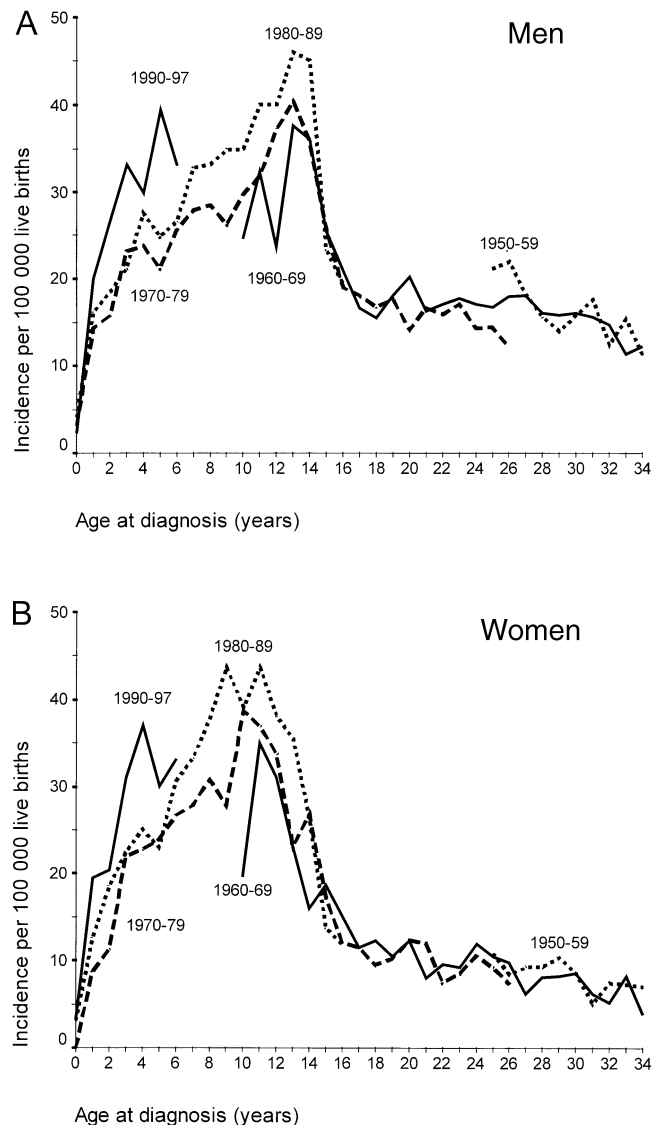 A
Men
50
40
30
20
10
0
Incidence per 100 000 live births
1980-89
1990-97
1950-59
1960-69
1970-79
0 2 4 6 8 10 12 14 16 18 20 22 24 26 28 30 32 34
Age at diagnosis (years)
B
Women
50
40
30
20
10
0
Incidence per 100 000 live births
1980-89
1990-97
1960-69
1970-79
1950-59
0 2 4 6 8 10 12 14 16 18 20 22 24 26 28 30 32 34
Age at diagnosis (years)